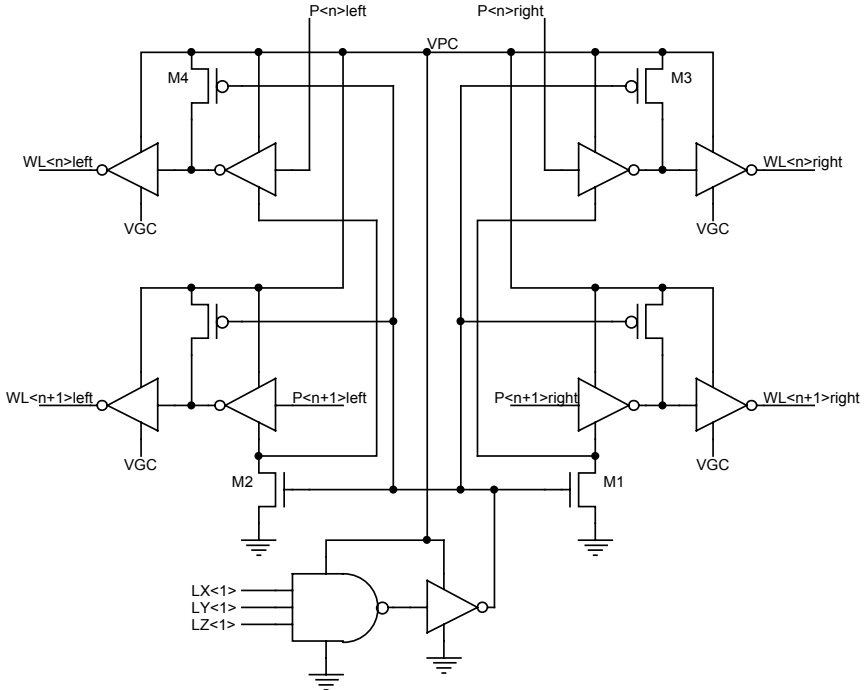 P<n>left
P<n>right
VPC
M4
M3
WL<n>left
WL<n>right
VGC
VGC
WL<n+1>left
P<n+1>left
P<n+1>right
WL<n+1>right
VGC
VGC
M2
M1
LX<1>
LY<1>
LZ<1>